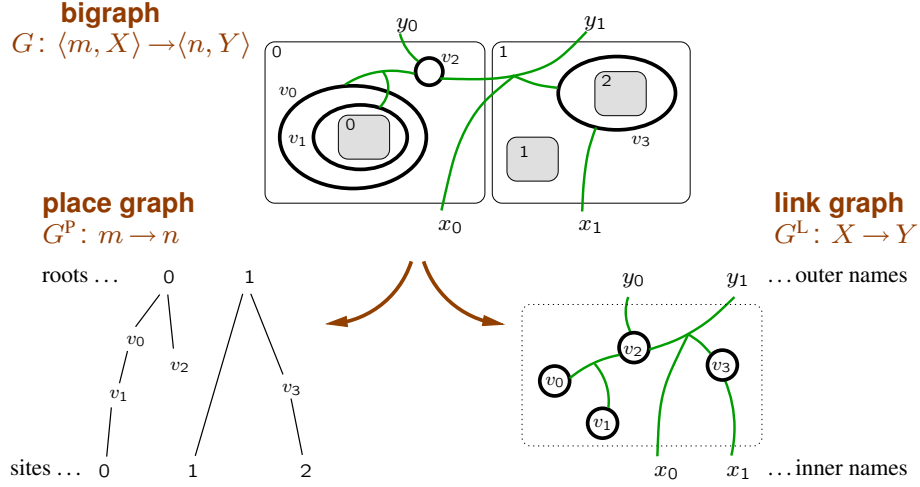 bigraph
G : ⟨m, X⟩ → ⟨n, Y⟩
y₀ y₁
0 1
v₂
2
v₀
0
v₁ v₃
1
x₀ x₁
place graph
Gᴾ : m → n
link graph
Gᴸ : X → Y
roots … 0 1
v₀
v₂
v₁ v₃
sites … 0 1 2
y₀ y₁ … outer names
v₂
v₀ v₃
v₁
x₀ x₁ … inner names